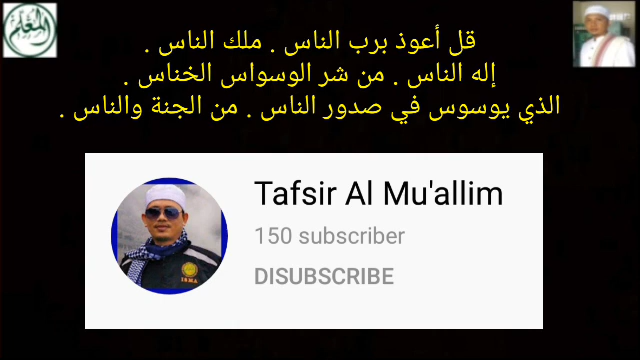 قل أعوذ برب الناس . ملك الناس .
إله الناس . من شر الوسواس الخناس .
الذي يوسوس في صدور الناس . من الجنة والناس .
Tafsir Al Mu'allim
150 subscriber
DISUBSCRIBE